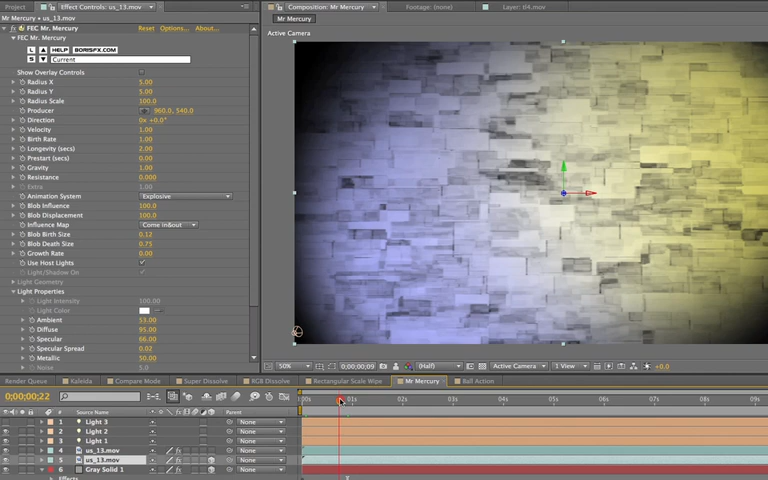 Project Effect Controls: us_13.mov Composition: Mr Mercury Footage: (none) Layer: tl4.mov
Mr Mercury • us_13.mov
Mr Mercury
FEC Mr. Mercury Reset Options... About...
Active Camera
FEC Mr. Mercury
L HELP BORISFX.COM
S Current
Show Overlay Controls
Radius X 5.00
Radius Y 5.00
Radius Scale 100.0
Producer 960.0, 540.0
Direction 0x +0.0°
Velocity 1.00
Birth Rate 1.00
Longevity (secs) 2.00
Prestart (secs) 0.00
Gravity 1.00
Resistance 0.000
Extra 1.00
Animation System Explosive
Blob Influence 100.0
Blob Displacement 100.0
Influence Map Come in&out
Blob Birth Size 0.12
Blob Death Size 0.75
Growth Rate 0.00
Use Host Lights
Light/Shadow On
Light Geometry
Light Properties
Light Intensity 100.00
Light Color
Ambient 53.00
Diffuse 95.00
Specular 66.00
Specular Spread 0.02
Metallic 50.00
Noise 5.0
50% 0;00;00;09 (Half) Active Camera 1 View +0.0
Render Queue Kaleida Compare Mode Super Dissolve RGB Dissolve Rectangular Scale Wipe Mr Mercury Ball Action
0;00;00;22
:00s 01s 02s 03s 04s 05s 06s 07s 08s 09s
# Source Name Parent
1 Light 3 None
2 Light 2 None
3 Light 1 None
4 us_13.mov None
5 us_13.mov None
6 Gray Solid 1 None
Effects